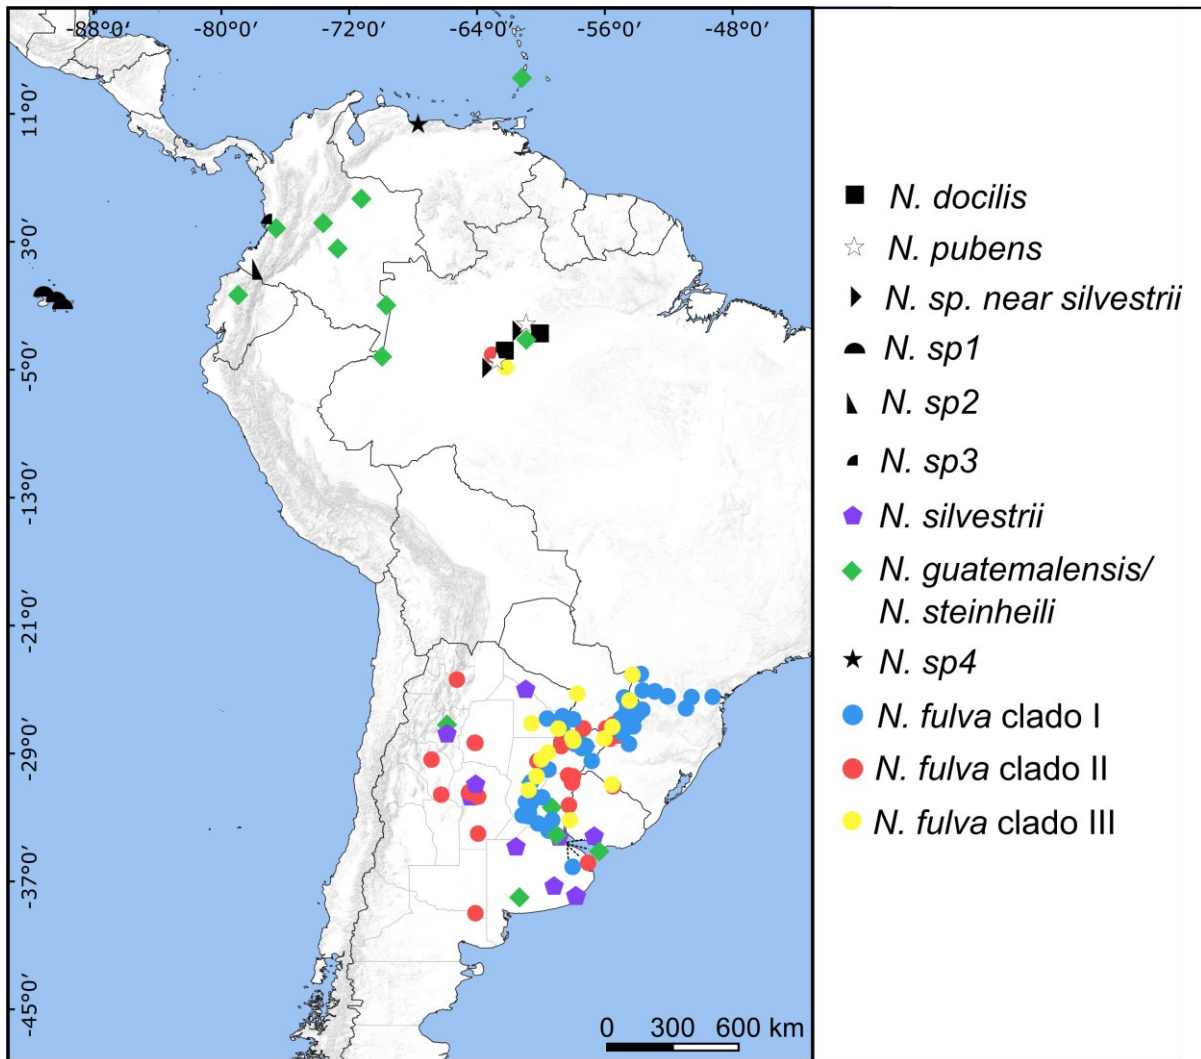 -88°0′ -80°0′ -72°0′ -64°0′ -56°0′ -48°0′
11°0′
3°0′
-5°0′
-13°0′
-21°0′
-29°0′
-37°0′
-45°0′
0 300 600 km
N. docilis
N. pubens
N. sp. near silvestrii
N. sp1
N. sp2
N. sp3
N. silvestrii
N. guatemalensis/
N. steinheili
N. sp4
N. fulva clado I
N. fulva clado II
N. fulva clado III